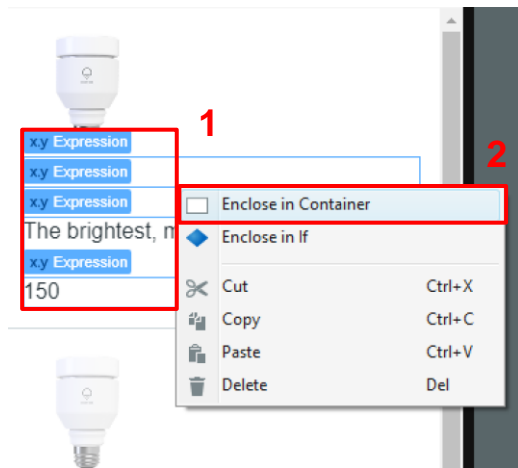 1
x.y Expression
x.y Expression
2
x.y Expression
Enclose in Container
The brightest, m
Enclose in If
x.y Expression
150
Cut Ctrl+X
Copy Ctrl+C
Paste Ctrl+V
Delete Del